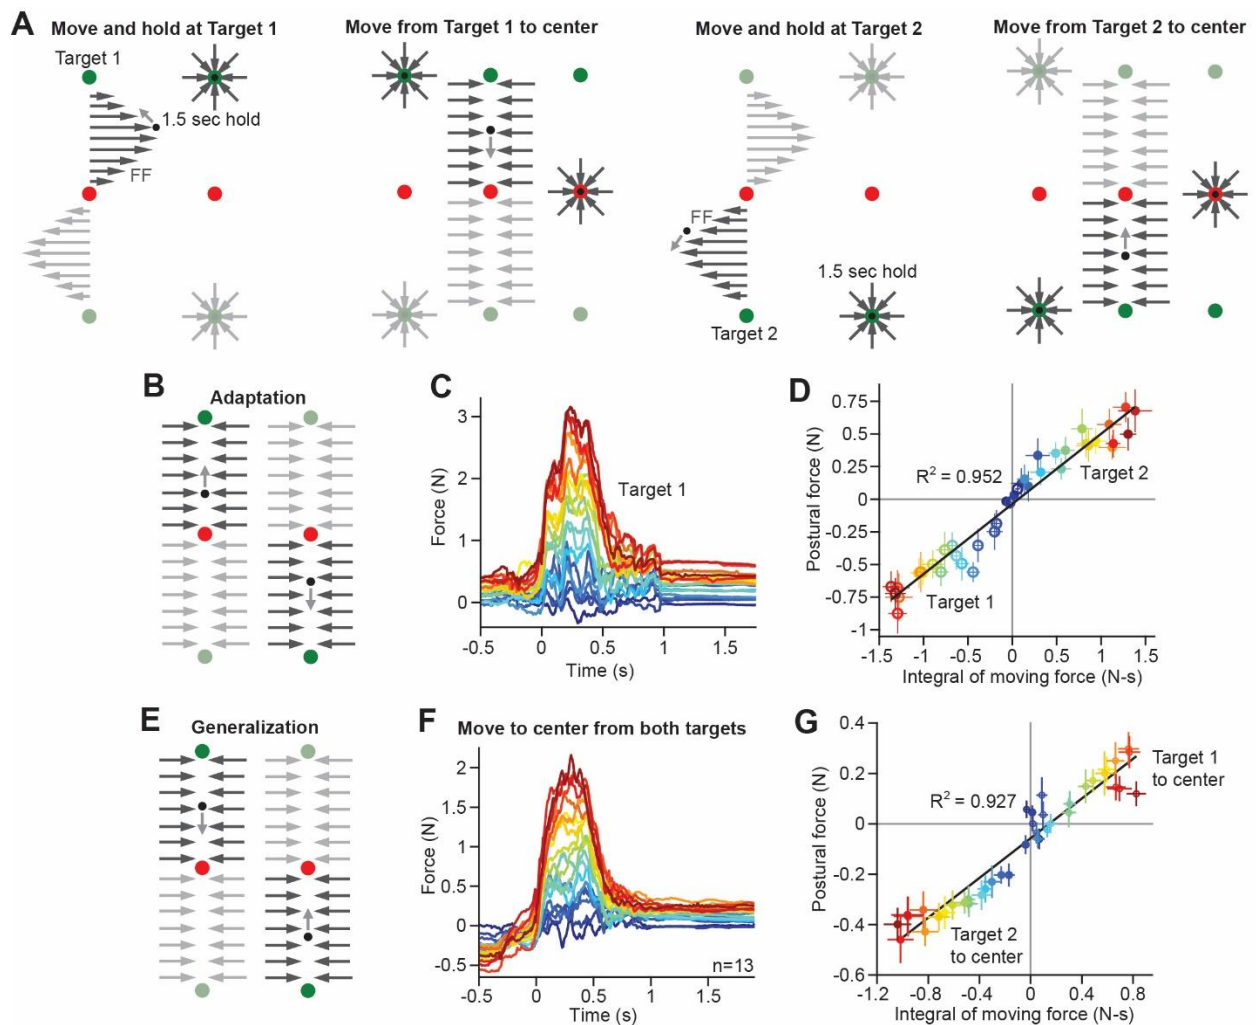 A
Move and hold at Target 1
Target 1
1.5 sec hold
FF
Move from Target 1 to center
Move and hold at Target 2
FF
1.5 sec hold
Target 2
Move from Target 2 to center
B
Adaptation
C
3
2
1
0
Force (N)
Target 1
-0.5
0
0.5
1
1.5
Time (s)
D
0.75
0.5
0.25
0
-0.25
-0.5
-0.75
-1
Postural force (N)
R² = 0.952
Target 2
Target 1
-1.5
-1
-0.5
0
0.5
1
1.5
Integral of moving force (N-s)
E
Generalization
F
Move to center from both targets
2
1.5
1
0.5
0
-0.5
Force (N)
n=13
-0.5
0
0.5
1
1.5
Time (s)
G
0.4
0.2
0
-0.2
-0.4
-0.6
Postural force (N)
R² = 0.927
Target 1
to center
Target 2
to center
-1.2
-0.8
-0.4
0
0.4
0.8
Integral of moving force (N-s)